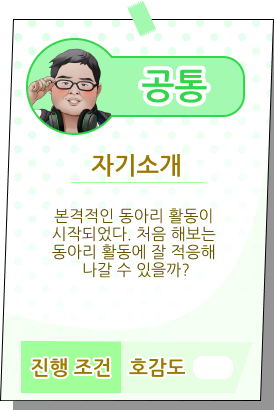 공통
자기소개
본격적인 동아리 활동이
시작되었다. 처음 해보는
동아리 활동에 잘 적응해
나갈 수 있을까?
진행 조건 호감도